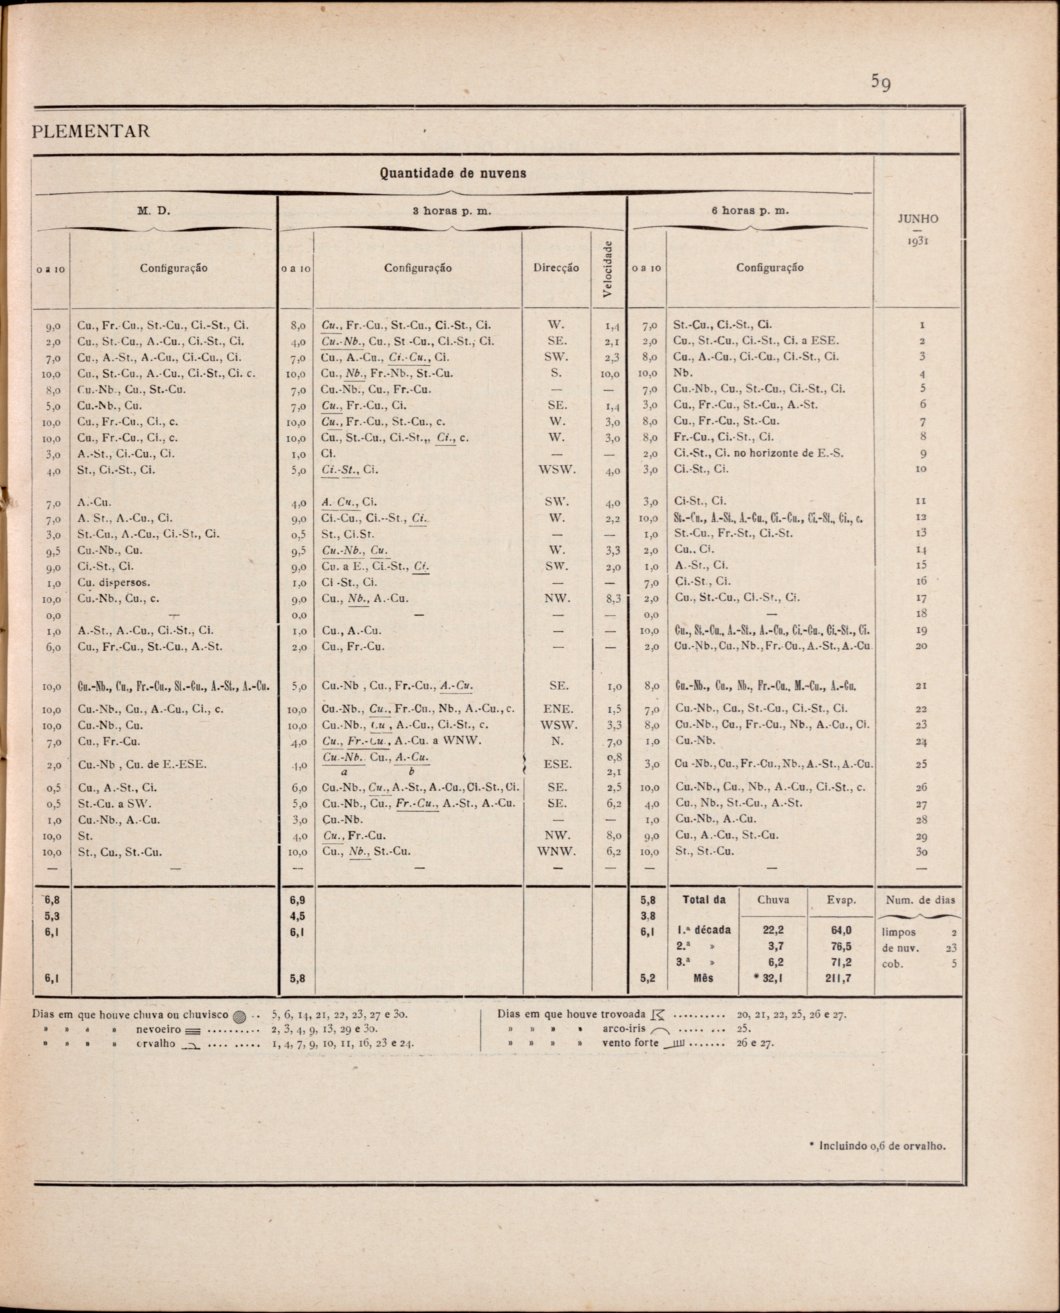 59
PLEMENTAR
Quantidade de nuvens
M. D. 3 horas p. m. 6 horas p. m. JUNHO — 1931
0 a 10 Configuração 0 a 10 Configuração Direcção Velocidade 0 a 10 Configuração
9,0 Cu., Fr.-Cu., St.-Cu., Ci.-St., Ci. 8,0 Cu., Fr.-Cu., St.-Cu., Ci.-St., Ci. W. 1,4 7,0 St.-Cu., Ci.-St., Ci. 1
2,0 Cu., St.-Cu., A.-Cu., Ci.-St., Ci. 4,0 Cu.-Nb., Cu., St -Cu., Ci.-St., Ci. SE. 2,1 2,0 Cu., St.-Cu., Ci.-St., Ci. a ESE. 2
7,0 Cu., A.-St., A.-Cu., Ci.-Cu., Ci. 7,0 Cu., A.-Cu., Ci.-Cu., Ci. SW. 2,3 8,0 Cu., A.-Cu., Ci.-Cu., Ci.-St., Ci. 3
10,0 Cu., St.-Cu., A.-Cu., Ci.-St., Ci. c. 10,0 Cu., Nb., Fr.-Nb., St.-Cu. S. 10,0 10,0 Nb. 4
8,0 Cu.-Nb., Cu., St.-Cu. 7,0 Cu.-Nb., Cu., Fr.-Cu. — — 7,0 Cu.-Nb., Cu., St.-Cu., Ci.-St., Ci. 5
5,0 Cu.-Nb., Cu. 7,0 Cu., Fr.-Cu., Ci. SE. 1,4 3,0 Cu., Fr.-Cu., St.-Cu., A.-St. 6
10,0 Cu., Fr.-Cu., Ci., c. 10,0 Cu., Fr.-Cu., St.-Cu., c. W. 3,0 8,0 Cu., Fr.-Cu., St.-Cu. 7
10,0 Cu., Fr.-Cu., Ci., c. 10,0 Cu., St.-Cu., Ci.-St.,, Ci., c. W. 3,0 8,0 Fr.-Cu., Ci.-St., Ci. 8
3,0 A.-St., Ci.-Cu., Ci. 1,0 Ci. — — 2,0 Ci.-St., Ci. no horizonte de E.-S. 9
4,0 St., Ci.-St., Ci. 5,0 Ci.-St., Ci. WSW. 4,0 3,0 Ci.-St., Ci. 10
7,0 A.-Cu. 4,0 A. Cu., Ci. SW. 4,0 3,0 Ci-St., Ci. 11
7,0 A. St., A.-Cu., Ci. 9,0 Ci.-Cu., Ci.--St., Ci. W. 2,2 10,0 St.-Cu., A.-St., A.-Cu., Ci.-Cu., Ci.-St., Ci., c. 12
3,0 St.-Cu., A.-Cu., Ci.-St., Ci. 0,5 St., Ci.St. — — 1,0 St.-Cu., Fr.-St., Ci.-St. 13
9,5 Cu.-Nb., Cu. 9,5 Cu.-Nb., Cu. W. 3,3 2,0 Cu., Ci. 14
9,0 Ci.-St., Ci. 9,0 Cu. a E., Ci.-St., Ci. SW. 2,0 1,0 A.-St., Ci. 15
1,0 Cu. dispersos. 1,0 Ci -St., Ci. — — 7,0 Ci.-St., Ci. 16
10,0 Cu.-Nb., Cu., c. 9,0 Cu., Nb., A.-Cu. NW. 8,3 2,0 Cu., St.-Cu., Ci.-St., Ci. 17
0,0 — 0,0 — — — 0,0 — 18
1,0 A.-St., A.-Cu., Ci.-St., Ci. 1,0 Cu., A.-Cu. — — 10,0 Cu., St.-Cu., A.-St., A.-Cu., Ci.-Cu., Ci.-St., Ci. 19
6,0 Cu., Fr.-Cu., St.-Cu., A.-St. 2,0 Cu., Fr.-Cu. — — 2,0 Cu.-Nb., Cu., Nb., Fr.-Cu., A.-St., A.-Cu 20
10,0 Cu.-Nb., Cu., Fr.-Cu., St.-Cu., A.-St., A.-Cu. 5,0 Cu.-Nb , Cu., Fr.-Cu., A.-Cu. SE. 1,0 8,0 Cu.-Nb., Cu., Nb., Fr.-Cu., M.-Cu., A.-Cu. 21
10,0 Cu.-Nb., Cu., A.-Cu., Ci., c. 10,0 Cu.-Nb., Cu., Fr.-Cu., Nb., A.-Cu., c. ENE. 1,5 7,0 Cu.-Nb., Cu., St.-Cu., Ci.-St., Ci. 22
10,0 Cu.-Nb., Cu. 10,0 Cu.-Nb., Cu , A.-Cu., Ci.-St., c. WSW. 3,3 8,0 Cu.-Nb., Cu., Fr.-Cu., Nb., A.-Cu., Ci. 23
7,0 Cu., Fr.-Cu. 4,0 Cu., Fr.-Cu., A.-Cu. a WNW. N. 7,0 1,0 Cu.-Nb. 24
2,0 Cu.-Nb , Cu. de E.-ESE. 4,0 Cu.-Nb. Cu., A.-Cu. a b ESE. 0,8 2,1 3,0 Cu -Nb., Cu., Fr.-Cu., Nb., A.-St., A.-Cu. 25
0,5 Cu., A.-St., Ci. 6,0 Cu.-Nb., Cu., A.-St., A.-Cu., Ci.-St., Ci. SE. 2,5 10,0 Cu.-Nb., Cu., Nb., A.-Cu., Ci.-St., c. 26
0,5 St.-Cu. a SW. 5,0 Cu.-Nb., Cu., Fr.-Cu., A.-St., A.-Cu. SE. 6,2 4,0 Cu., Nb., St.-Cu., A.-St. 27
1,0 Cu.-Nb., A.-Cu. 3,0 Cu.-Nb. — — 1,0 Cu.-Nb., A.-Cu. 28
10,0 St. 4,0 Cu., Fr.-Cu. NW. 8,0 9,0 Cu., A.-Cu., St.-Cu. 29
10,0 St., Cu., St.-Cu. 10,0 Cu., Nb., St.-Cu. WNW. 6,2 10,0 St., St.-Cu. 30
— — — — — — — — —
6,8 6,9 5,8 Total da Chuva Evap. Num. de dias
5,3 4,5 3,8
6,1 6,1 6,1 1.ª década 22,2 64,0 limpos 2
2.ª » 3,7 76,5 de nuv. 23
3.ª » 6,2 71,2 cob. 5
6,1 5,8 5,2 Mês * 32,1 211,7
Dias em que houve chuva ou chuvisco .. 5, 6, 14, 21, 22, 23, 27 e 30.
» » » » nevoeiro .......... 2, 3, 4, 9, 13, 29 e 30.
» » » » orvalho .... ..... 1, 4, 7, 9, 10, 11, 16, 23 e 24.
Dias em que houve trovoada .......... 20, 21, 22, 25, 26 e 27.
» » » » arco-iris ..... ... 25.
» » » » vento forte ....... 26 e 27.
* Incluindo 0,6 de orvalho.